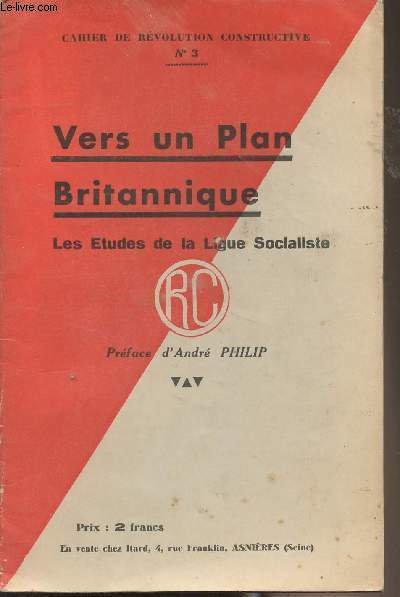 Le-Livre.com
CAHIER DE RÉVOLUTION CONSTRUCTIVE
N° 3
Vers un Plan
Britannique
Les Etudes de la Ligue Socialiste
RC
Préface d'André PHILIP
Prix : 2 francs
En vente chez Itard, 4, rue Franklin, ASNIÈRES (Seine)